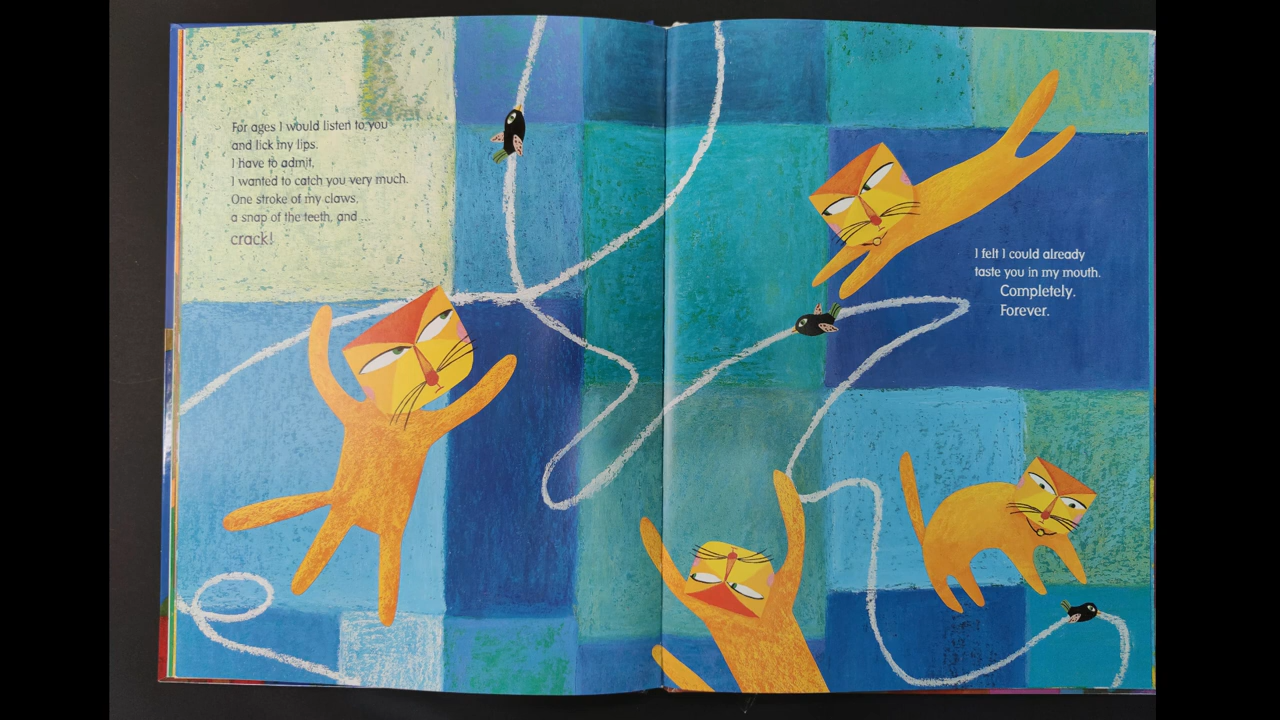 For ages I would listen to you
and lick my lips.
I have to admit,
I wanted to catch you very much.
One stroke of my claws,
a snap of the teeth, and ...
crack!
I felt I could already
taste you in my mouth.
Completely.
Forever.